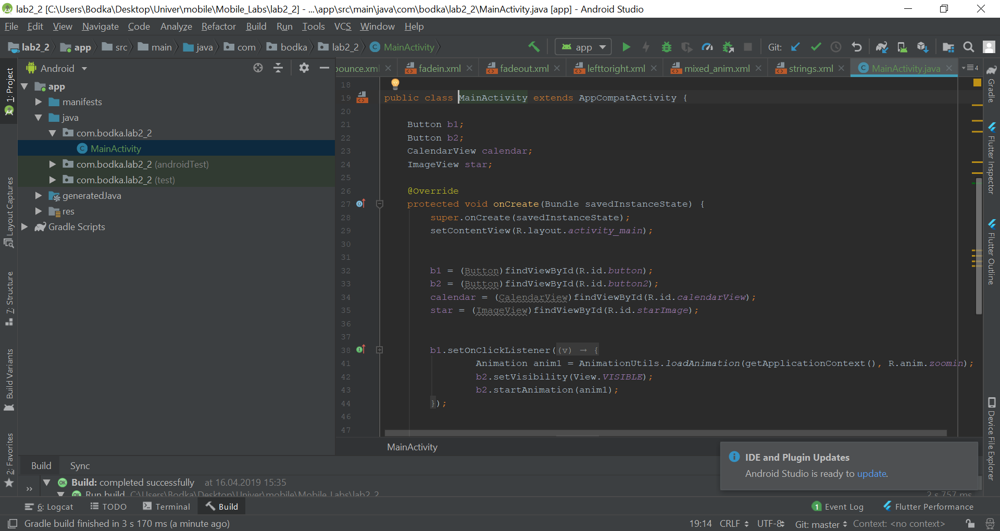 lab2_2 [C:\Users\Bodka\Desktop\Univer\mobile\Mobile_Labs\lab2_2] - ...\app\src\main\java\com\bodka\lab2_2\MainActivity.java [app] - Android Studio
File Edit View Navigate Code Analyze Refactor Build Run Tools VCS Window Help
lab2_2 app src main java com bodka lab2_2 MainActivity app Git:
Android
ounce.xml fadein.xml fadeout.xml lefttoright.xml mixed_anim.xml strings.xml MainActivity.java 4
app
manifests
java
com.bodka.lab2_2
MainActivity
com.bodka.lab2_2 (androidTest)
com.bodka.lab2_2 (test)
generatedJava
res
Gradle Scripts
1: Project
Layout Captures
7: Structure
Build Variants
2: Favorites
18
19 public class MainActivity extends AppCompatActivity {
20
21 Button b1;
22 Button b2;
23 CalendarView calendar;
24 ImageView star;
25
26 @Override
27 protected void onCreate(Bundle savedInstanceState) {
28 super.onCreate(savedInstanceState);
29 setContentView(R.layout.activity_main);
30
31
32 b1 = (Button)findViewById(R.id.button);
33 b2 = (Button)findViewById(R.id.button2);
34 calendar = (CalendarView)findViewById(R.id.calendarView);
35 star = (ImageView)findViewById(R.id.starImage);
36
37
38 b1.setOnClickListener((v) → {
41 Animation anim1 = AnimationUtils.loadAnimation(getApplicationContext(), R.anim.zoomin);
42 b2.setVisibility(View.VISIBLE);
43 b2.startAnimation(anim1);
44 });
46
47
MainActivity
Gradle
Flutter Inspector
Flutter Outline
Device File Explorer
IDE and Plugin Updates
Android Studio is ready to update.
Build Sync
Build: completed successfully at 16.04.2019 15:35
Run build C:\Users\Bodka\Desktop\Univer\mobile\Mobile_Labs\lab2_2
2 s 757 ms
6: Logcat TODO Terminal Build 1 Event Log Flutter Performance
Gradle build finished in 3 s 170 ms (a minute ago) 19:14 CRLF UTF-8 Git: master Context: <no context>